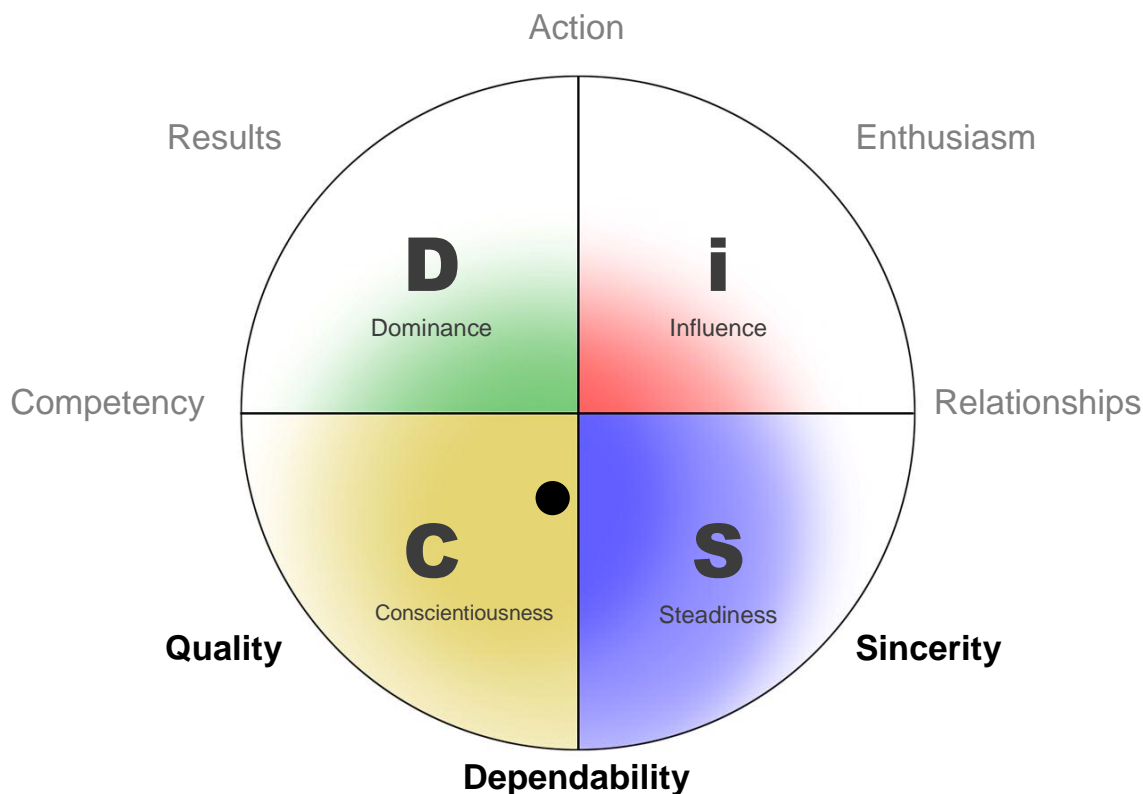 Action
Results
Enthusiasm
D
i
Dominance
Influence
Competency
Relationships
C
S
Conscientiousness
Steadiness
Quality
Sincerity
Dependability